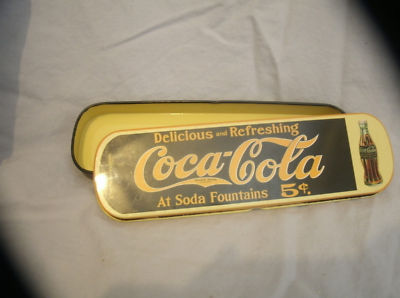 Delicious and Refreshing
Coca-Cola
At Soda Fountains 5¢.